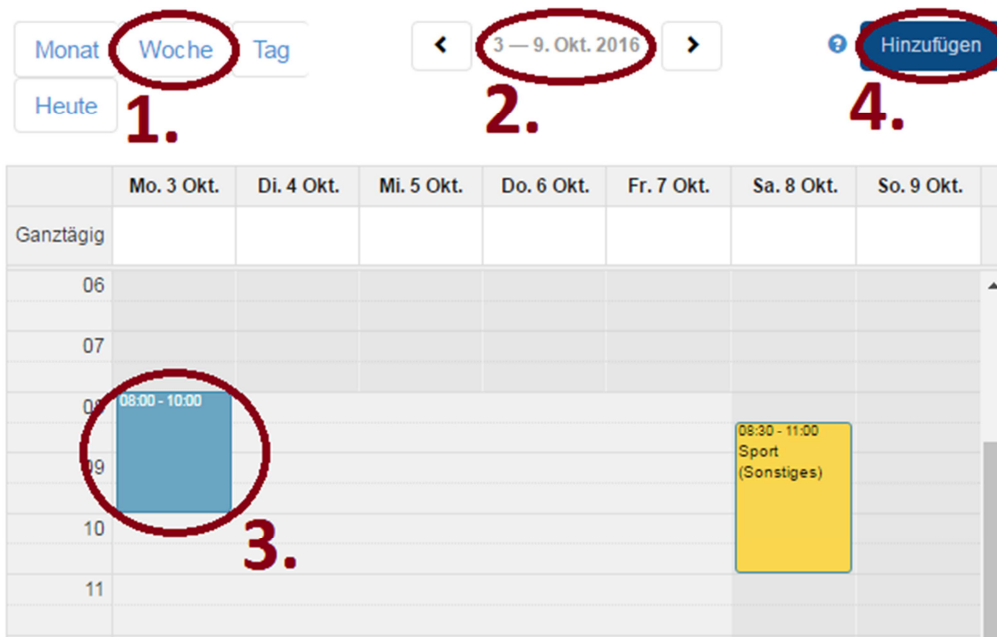 Monat Woche Tag
3 — 9. Okt. 2016
? Hinzufügen
Heute
1.
2.
4.
Mo. 3 Okt. Di. 4 Okt. Mi. 5 Okt. Do. 6 Okt. Fr. 7 Okt. Sa. 8 Okt. So. 9 Okt.
Ganztägig
06
07
08
08:00 - 10:00
08:30 - 11:00
Sport
(Sonstiges)
09
10
3.
11